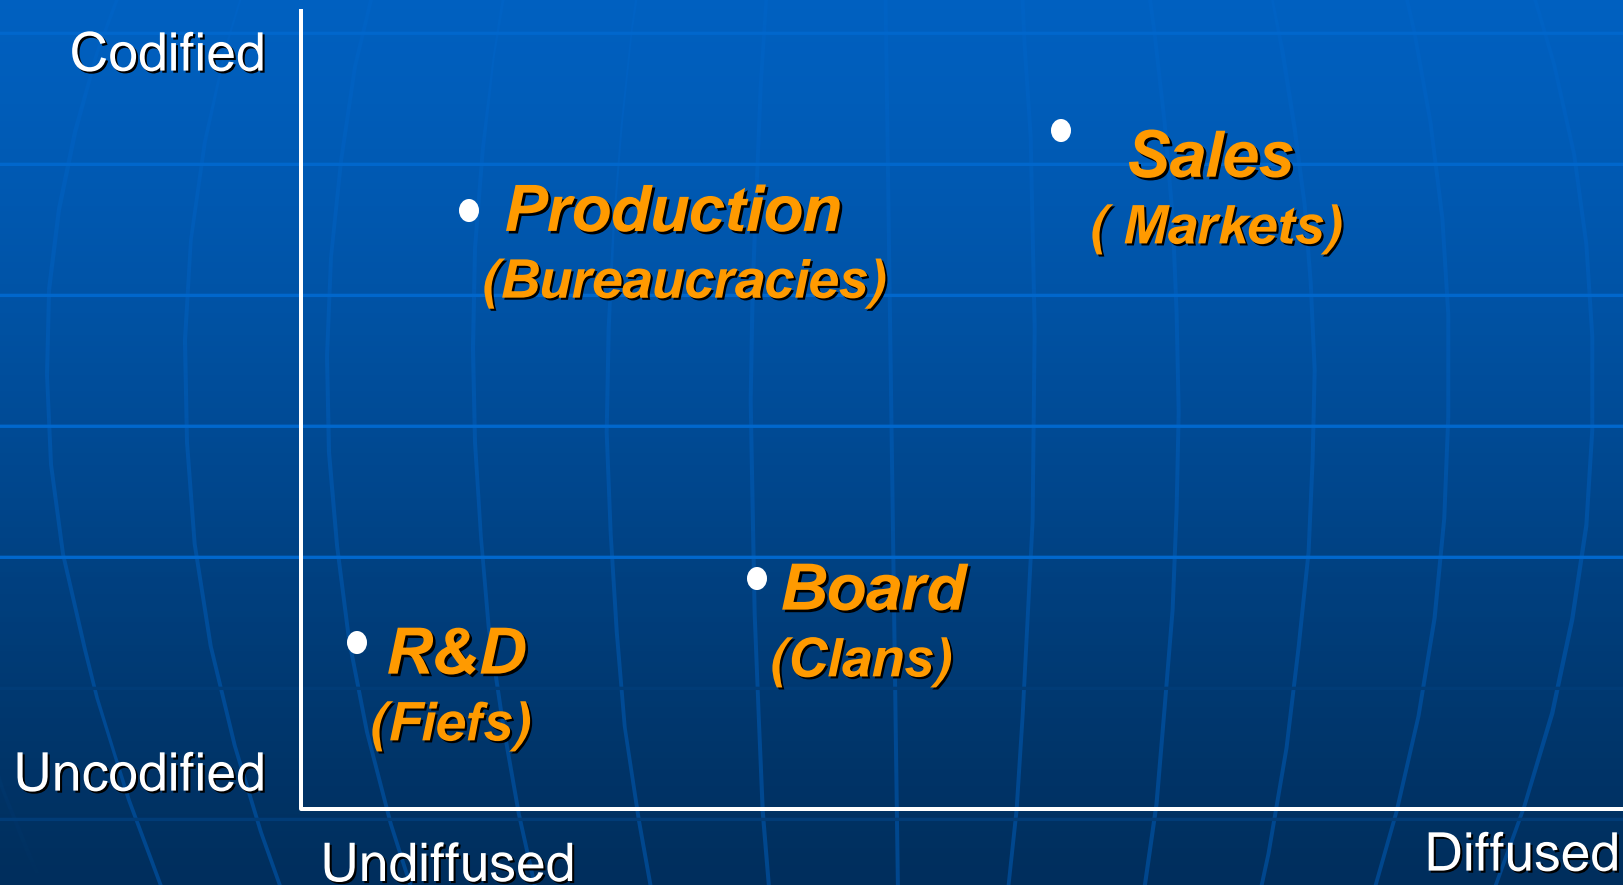 Codified
Sales
( Markets)
Production
(Bureaucracies)
Board
(Clans)
R&D
(Fiefs)
Uncodified
Undiffused
Diffused